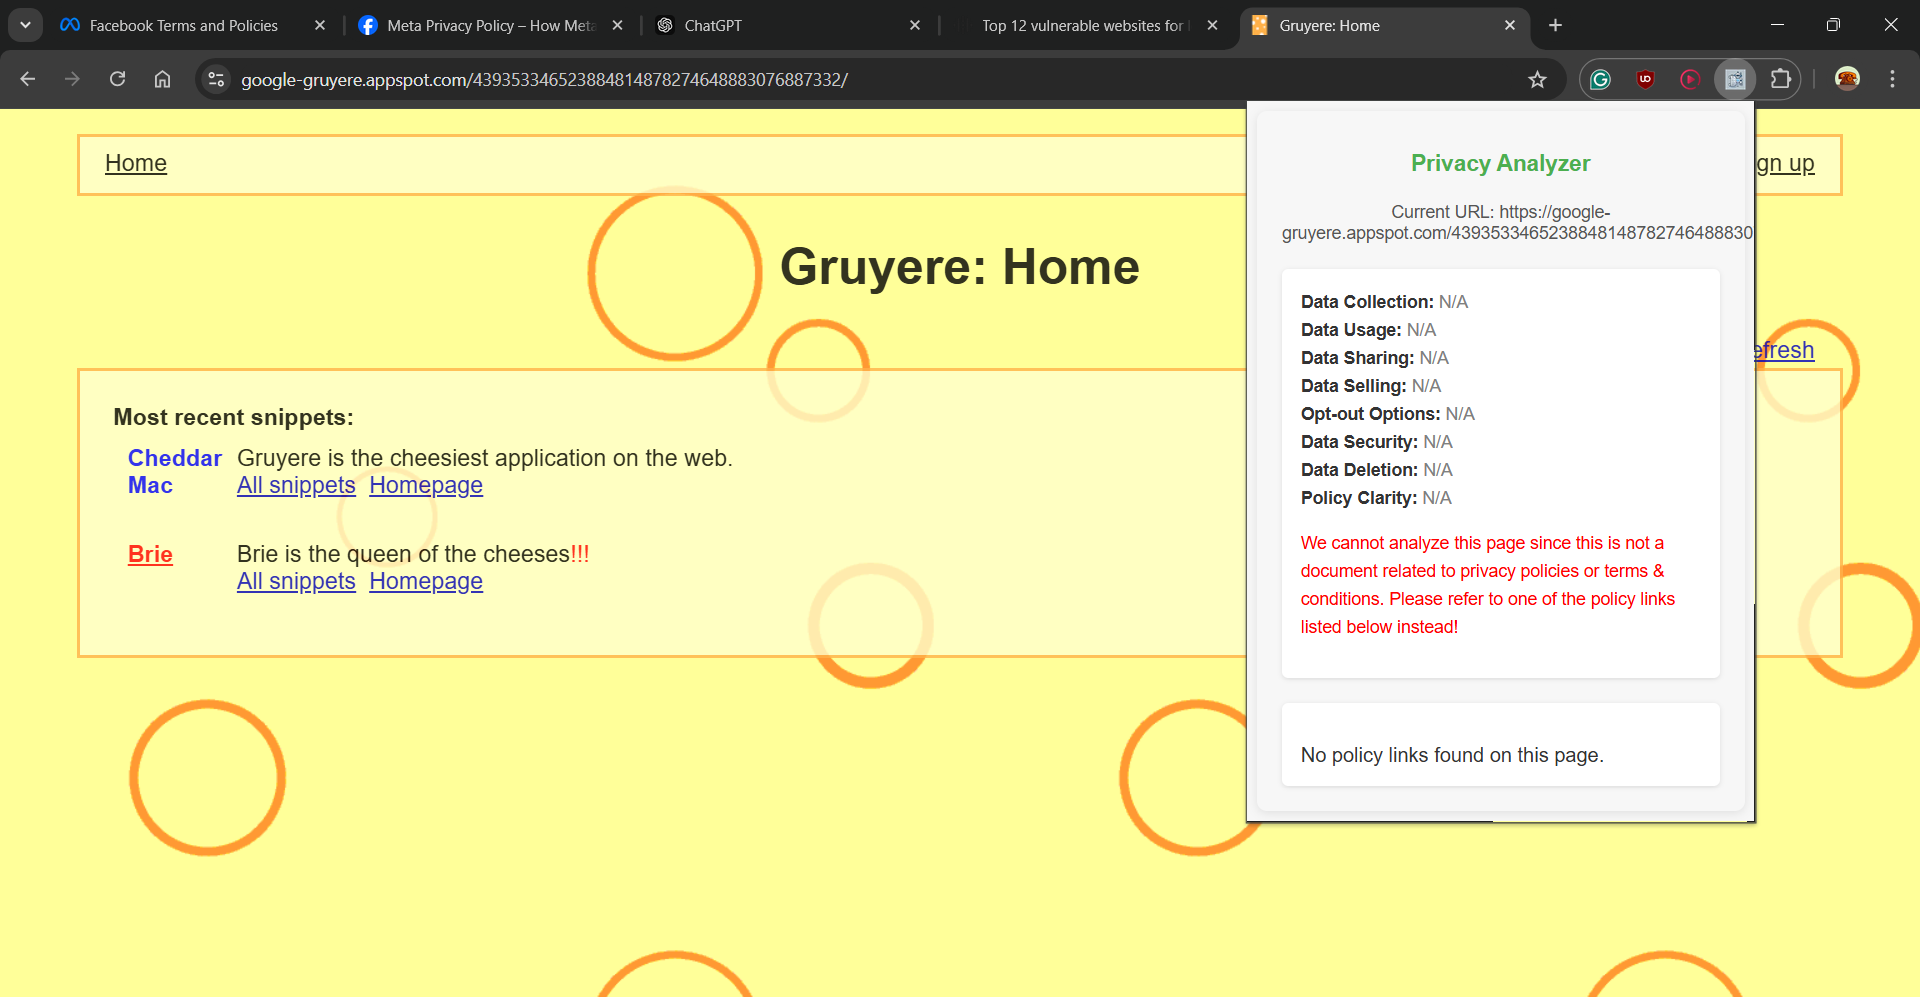 Facebook Terms and Policies
Meta Privacy Policy – How Meta
ChatGPT
Top 12 vulnerable websites for
Gruyere: Home
google-gruyere.appspot.com/439353346523884814878274648883076887332/
Home
gn up
Gruyere: Home
efresh
Most recent snippets:
Cheddar Mac
Gruyere is the cheesiest application on the web.
All snippets Homepage
Brie
Brie is the queen of the cheeses!!!
All snippets Homepage
Privacy Analyzer
Current URL: https://google-
gruyere.appspot.com/4393533465238848148782746488830
Data Collection: N/A
Data Usage: N/A
Data Sharing: N/A
Data Selling: N/A
Opt-out Options: N/A
Data Security: N/A
Data Deletion: N/A
Policy Clarity: N/A
We cannot analyze this page since this is not a
document related to privacy policies or terms &
conditions. Please refer to one of the policy links
listed below instead!
No policy links found on this page.